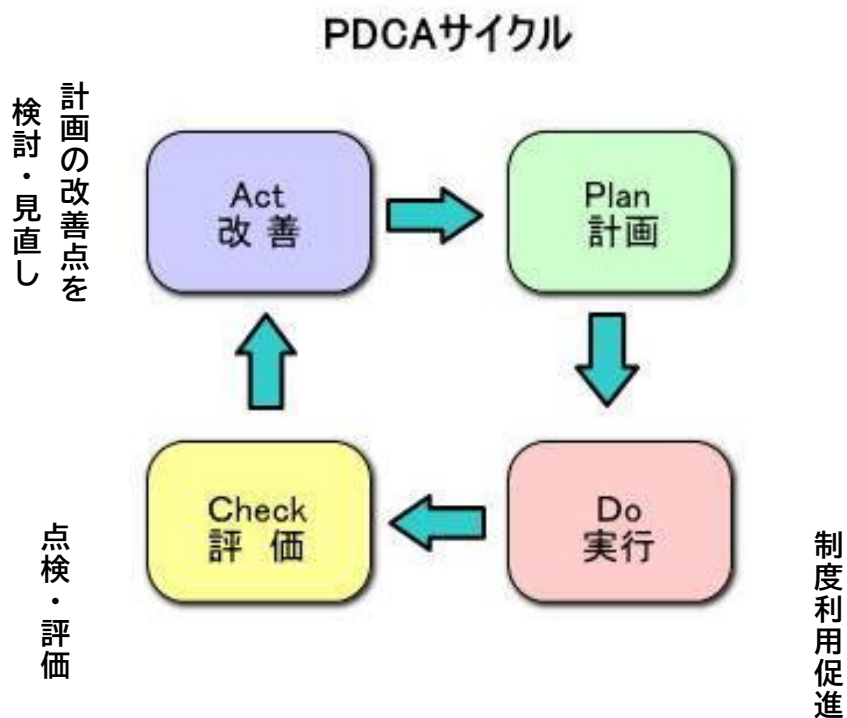 PDCAサイクル
計画の改善点を
検討・見直し
Act
改 善
Plan
計画
Check
評 価
Do
実行
点検・評価
制度利用促進